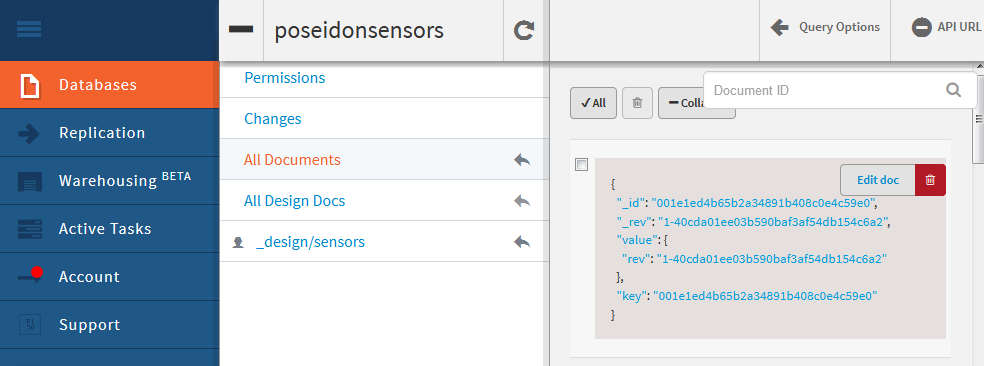 poseidonsensors
Query Options
API URL
Databases
Replication
Warehousing BETA
Active Tasks
Account
Support
Permissions
Changes
All Documents
All Design Docs
_design/sensors
All
Document ID
Edit doc
{
"_id": "001e1ed4b65b2a34891b408c0e4c59e0",
"_rev": "1-40cda01ee03b590baf3af54db154c6a2",
"value": {
"rev": "1-40cda01ee03b590baf3af54db154c6a2"
},
"key": "001e1ed4b65b2a34891b408c0e4c59e0"
}